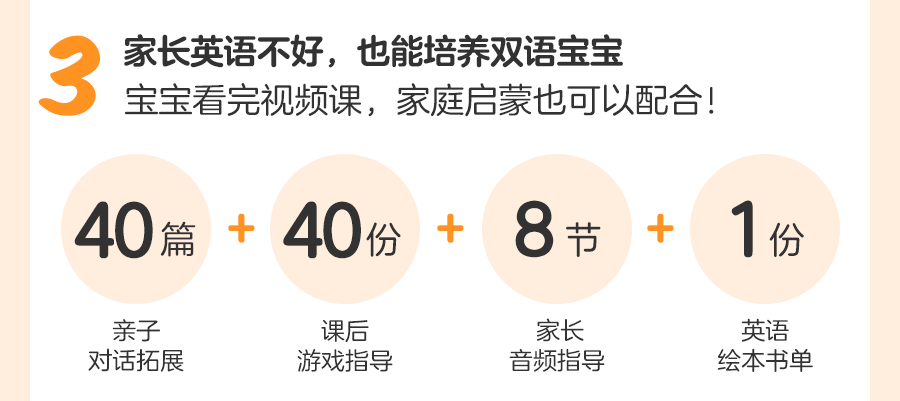 3
家长英语不好，也能培养双语宝宝
宝宝看完视频课，家庭启蒙也可以配合！
40篇 + 40份 + 8节 + 1份
亲子 课后 家长 英语
对话拓展 游戏指导 音频指导 绘本书单